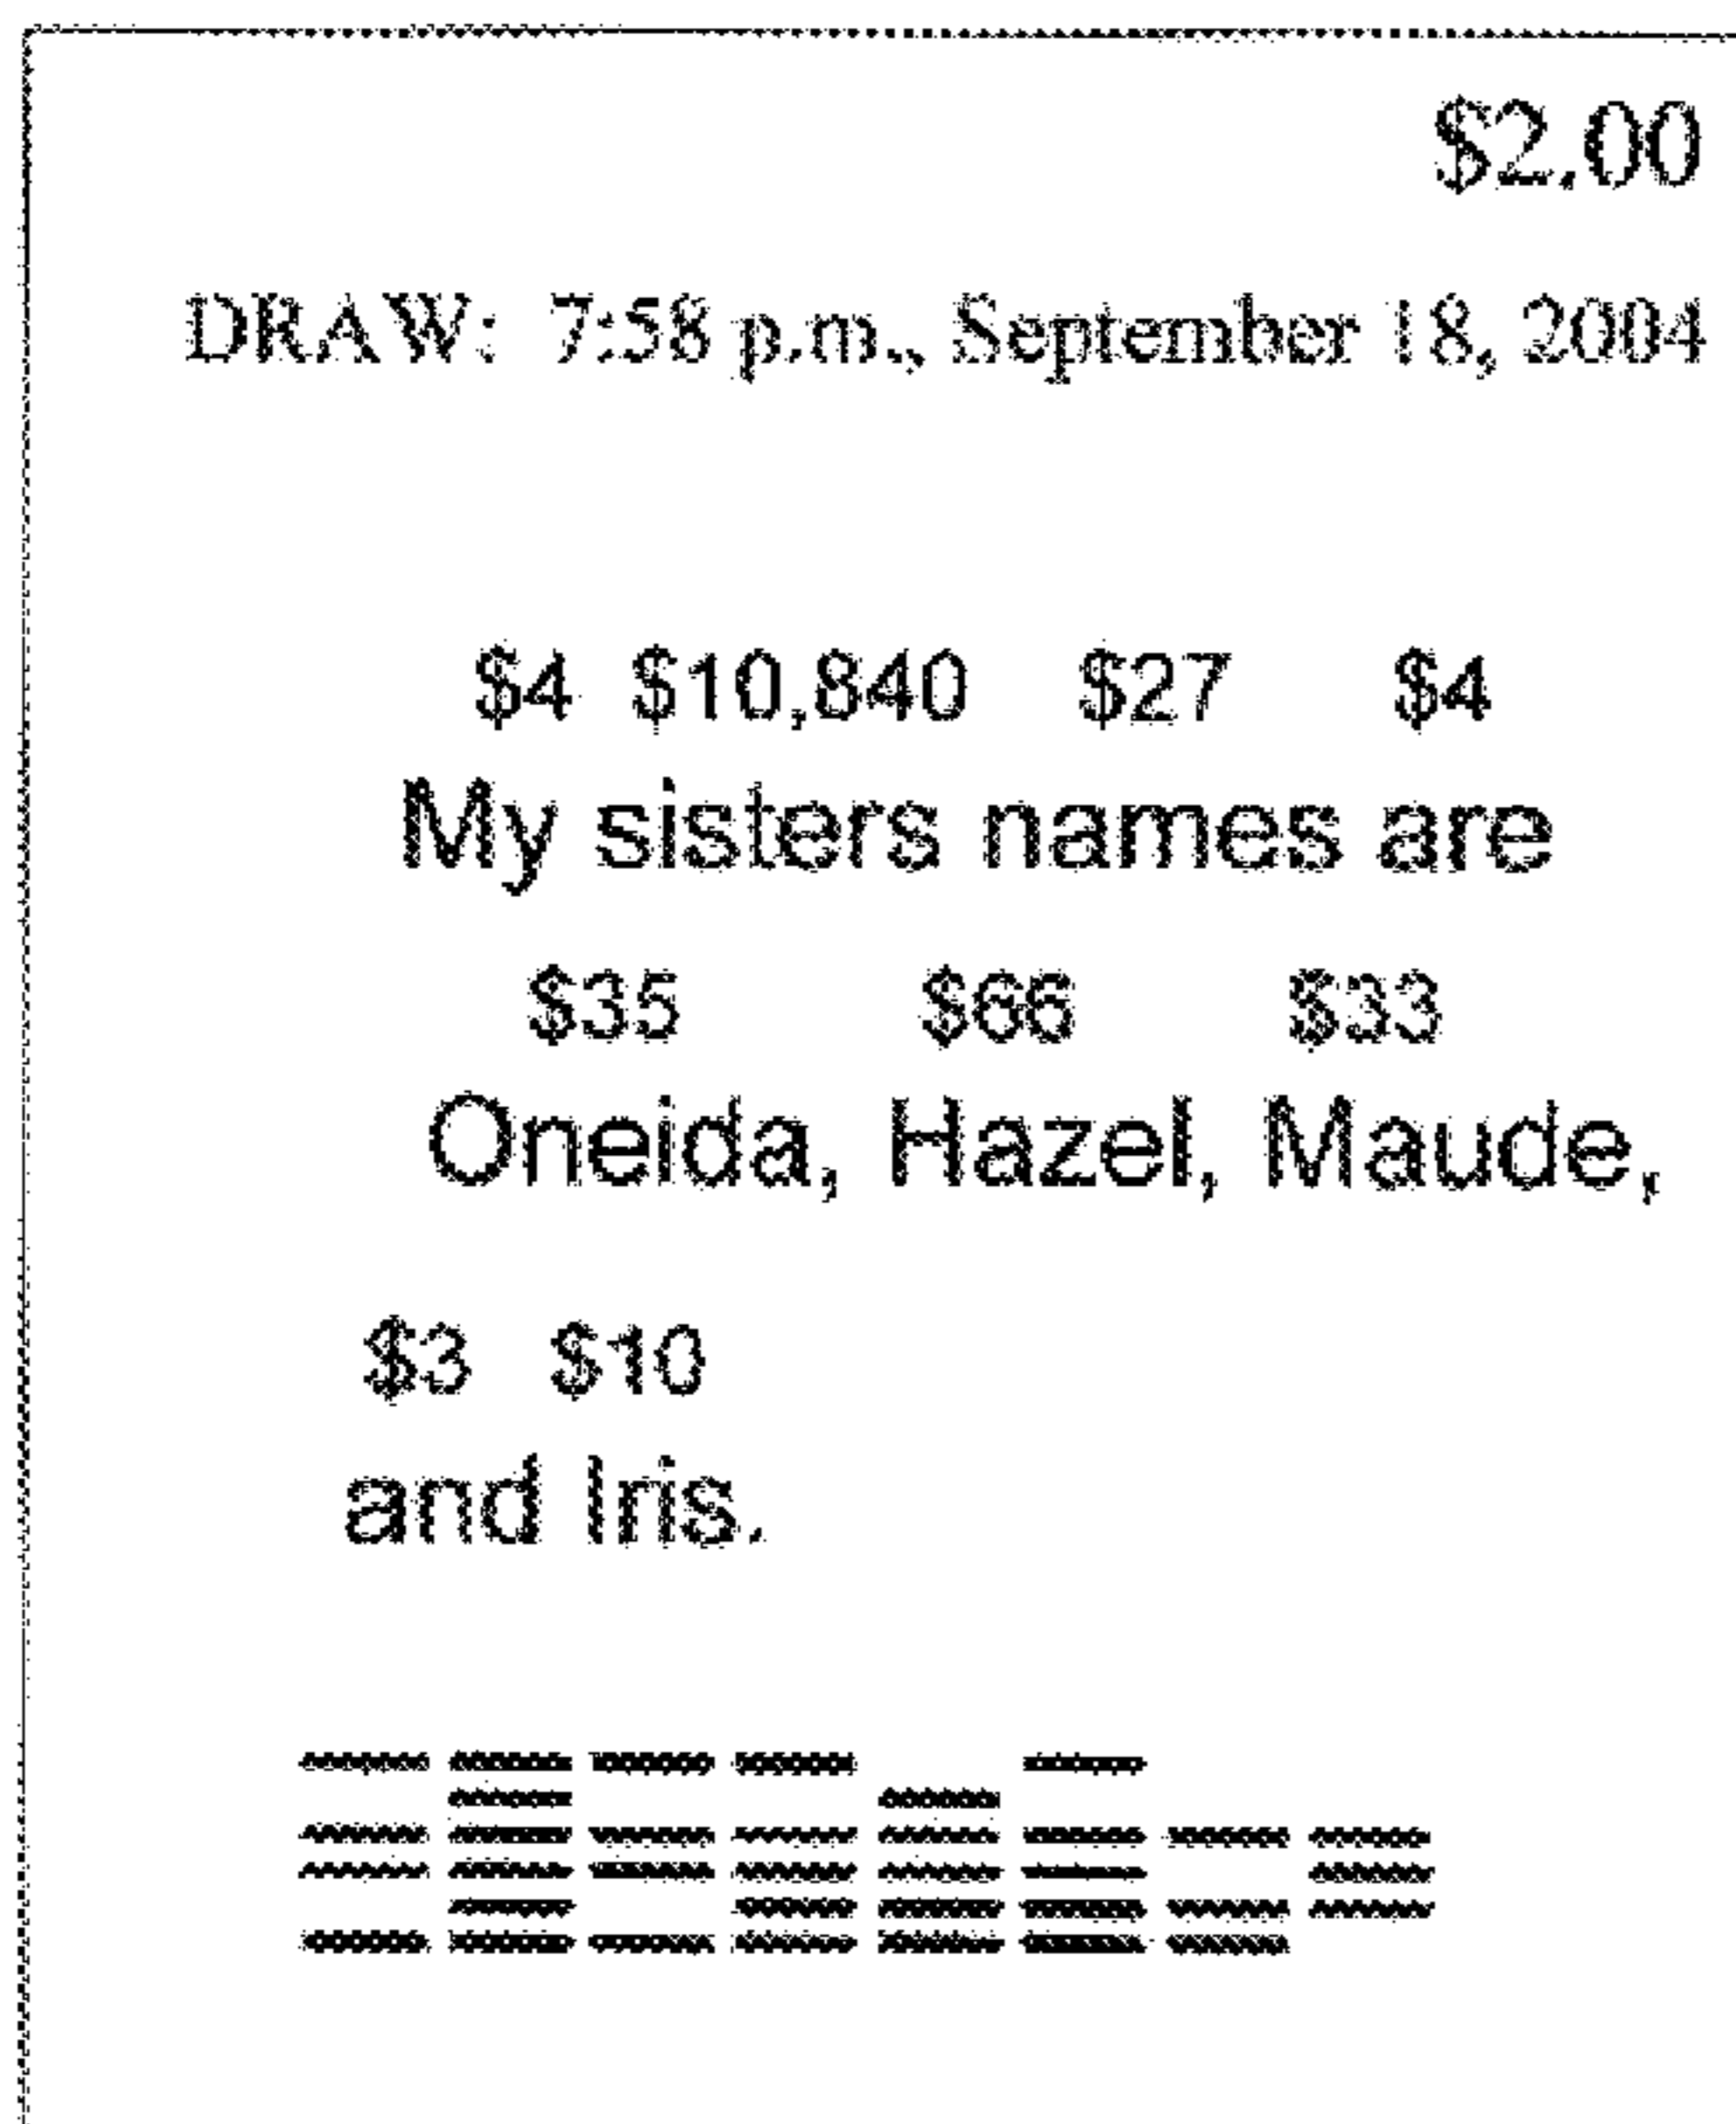 $2.00
DRAW: 7:58 p.m., September 18, 2004
$4 $10,840 $27 $4
My sisters names are
$35 $66 $33
Oneida, Hazel, Maude,
$3 $10
and Iris.